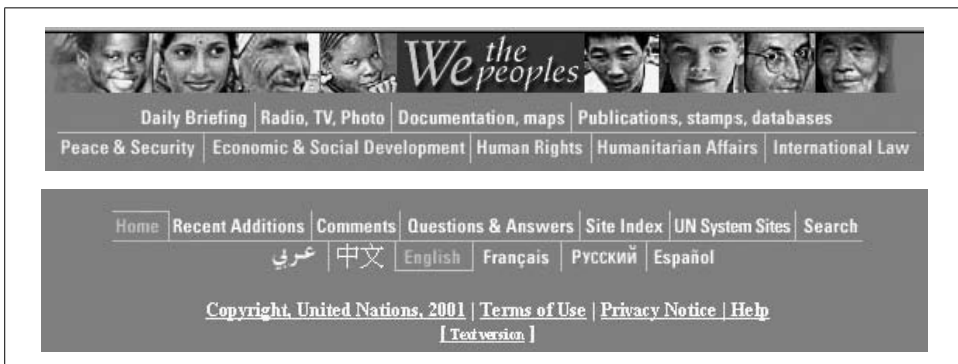 We the peoples
Daily Briefing | Radio, TV, Photo | Documentation, maps | Publications, stamps, databases
Peace & Security | Economic & Social Development | Human Rights | Humanitarian Affairs | International Law
Home | Recent Additions | Comments | Questions & Answers | Site Index | UN System Sites | Search
عربي | 中文 | English | Français | Русский | Español
Copyright, United Nations, 2001 | Terms of Use | Privacy Notice | Help
[ Text version ]